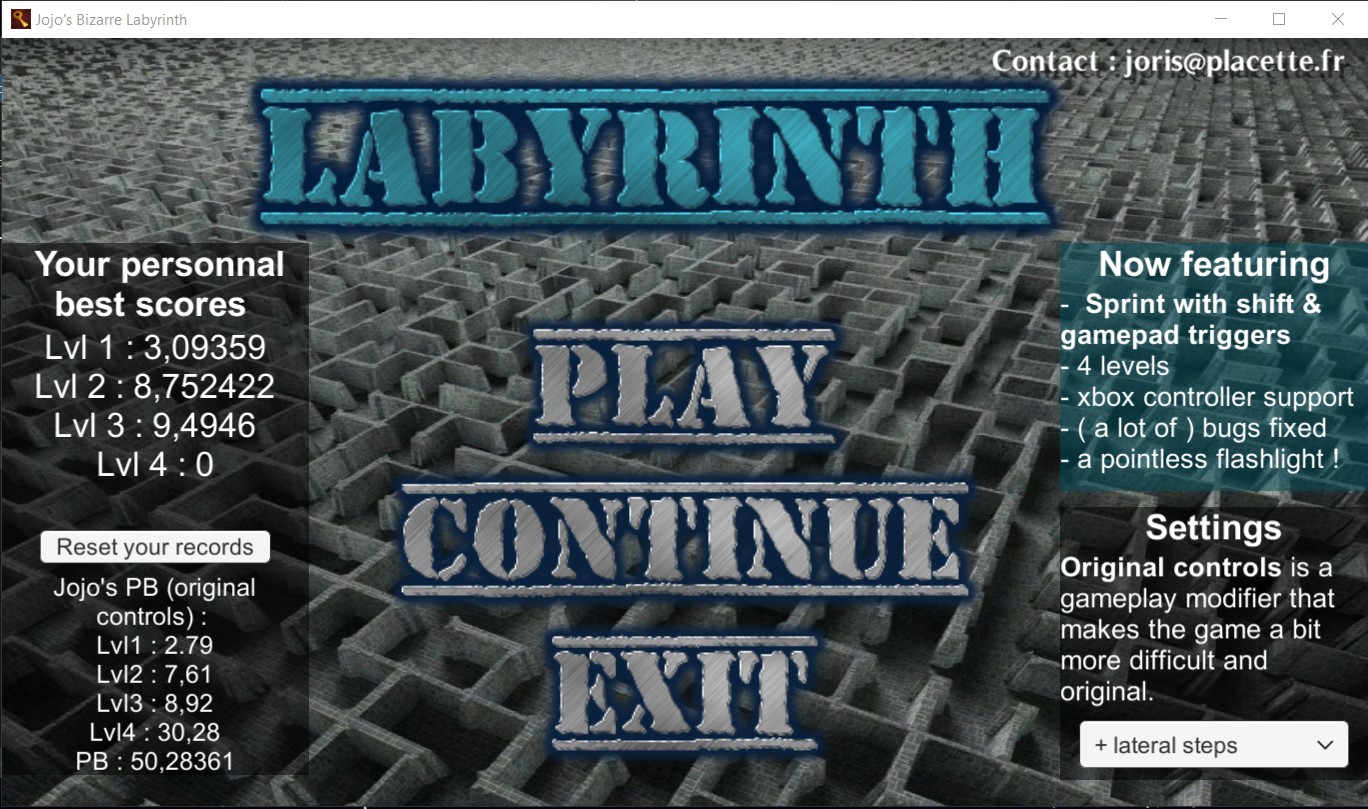 Jojo's Bizarre Labyrinth
Contact : joris@placette.fr
LABYRINTH
Your personnal
best scores
Lvl 1 : 3,09359
Lvl 2 : 8,752422
Lvl 3 : 9,4946
Lvl 4 : 0
Reset your records
Jojo's PB (original
controls) :
Lvl1 : 2.79
Lvl2 : 7,61
Lvl3 : 8,92
Lvl4 : 30,28
PB : 50,28361
PLAY
CONTINUE
EXIT
Now featuring
- Sprint with shift &
gamepad triggers
- 4 levels
- xbox controller support
- ( a lot of ) bugs fixed
- a pointless flashlight !
Settings
Original controls is a
gameplay modifier that
makes the game a bit
more difficult and
original.
+ lateral steps